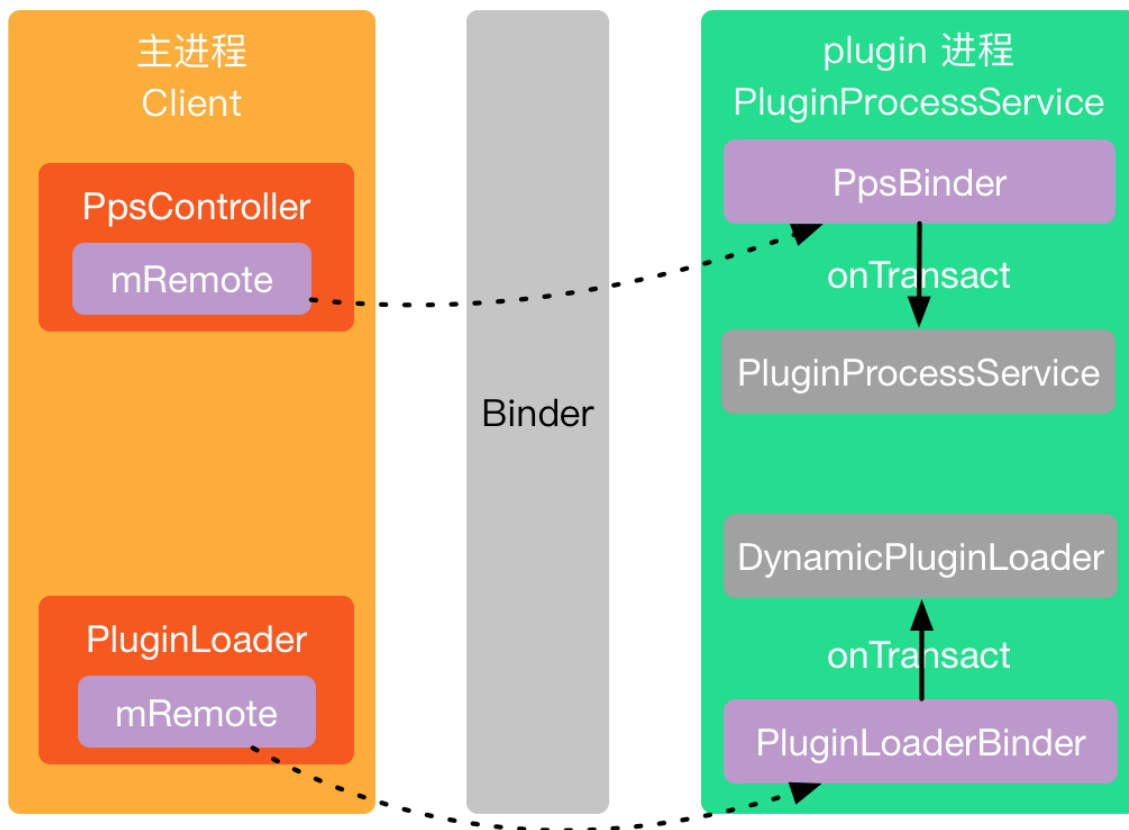 主进程
Client
PpsController
mRemote
PluginLoader
mRemote
Binder
plugin 进程
PluginProcessService
PpsBinder
onTransact
PluginProcessService
DynamicPluginLoader
onTransact
PluginLoaderBinder